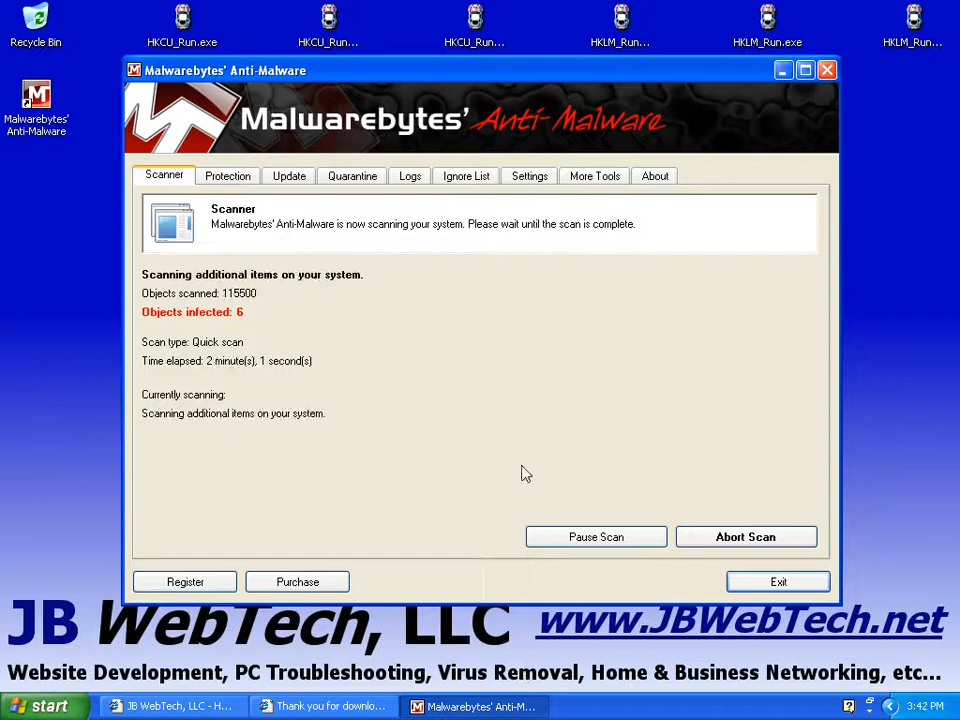 Recycle Bin
HKCU_Run.exe
HKCU_Run...
HKCU_Run...
HKLM_Run...
HKLM_Run.exe
HKLM_Run...
Malwarebytes' Anti-Malware
Malwarebytes' Anti-Malware
Malwarebytes'
Anti-Malware
Scanner Protection Update Quarantine Logs Ignore List Settings More Tools About
Scanner
Malwarebytes' Anti-Malware is now scanning your system. Please wait until the scan is complete.
Scanning additional items on your system.
Objects scanned: 115500
Objects infected: 6
Scan type: Quick scan
Time elapsed: 2 minute(s), 1 second(s)
Currently scanning:
Scanning additional items on your system.
Pause Scan
Abort Scan
Register
Purchase
Exit
JB WebTech, LLC www.JBWebTech.net
Website Development, PC Troubleshooting, Virus Removal, Home & Business Networking, etc...
start
JB WebTech, LLC - H...
Thank you for downlo...
Malwarebytes' Anti-M...
?
3:42 PM